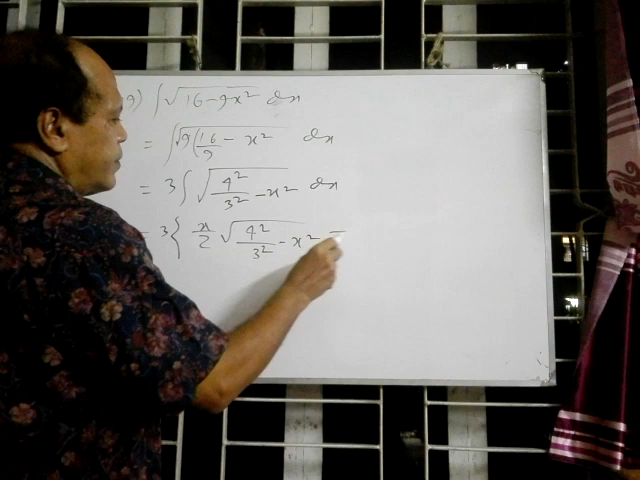 9) ∫√16-9x² dx
= ∫√9(16/9 - x² dx
= 3∫√4²/3² - x² dx
= 3{ x/2 √4²/3² - x² -